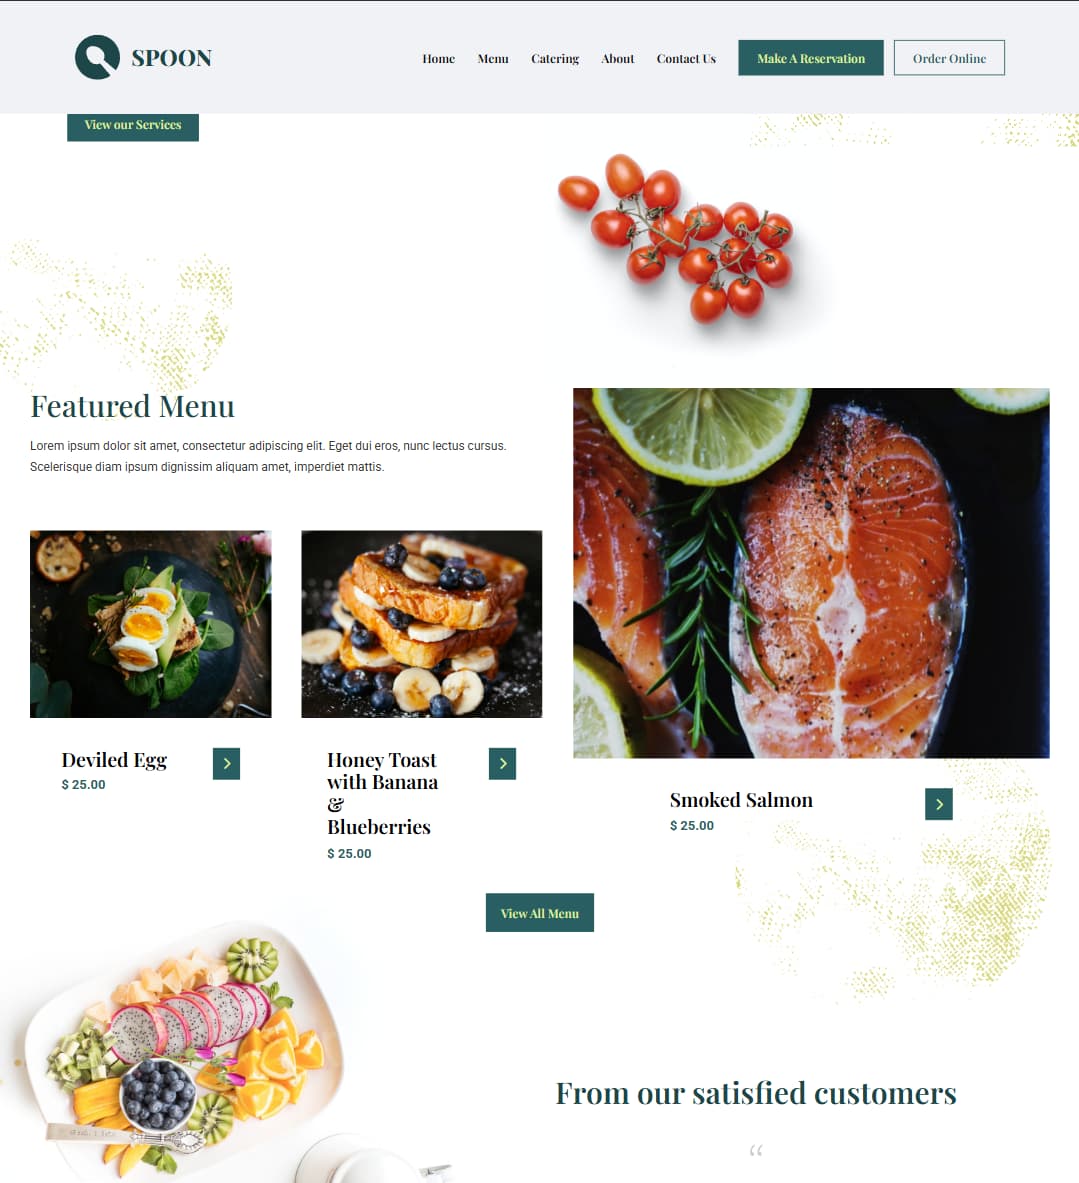 SPOON
Home
Menu
Catering
About
Contact Us
Make A Reservation
Order Online
View our Services
Featured Menu
Lorem ipsum dolor sit amet, consectetur adipiscing elit. Eget dui eros, nunc lectus cursus.
Scelerisque diam ipsum dignissim aliquam amet, imperdiet mattis.
Deviled Egg
$ 25.00
Honey Toast
with Banana
&
Blueberries
$ 25.00
Smoked Salmon
$ 25.00
View All Menu
From our satisfied customers
“